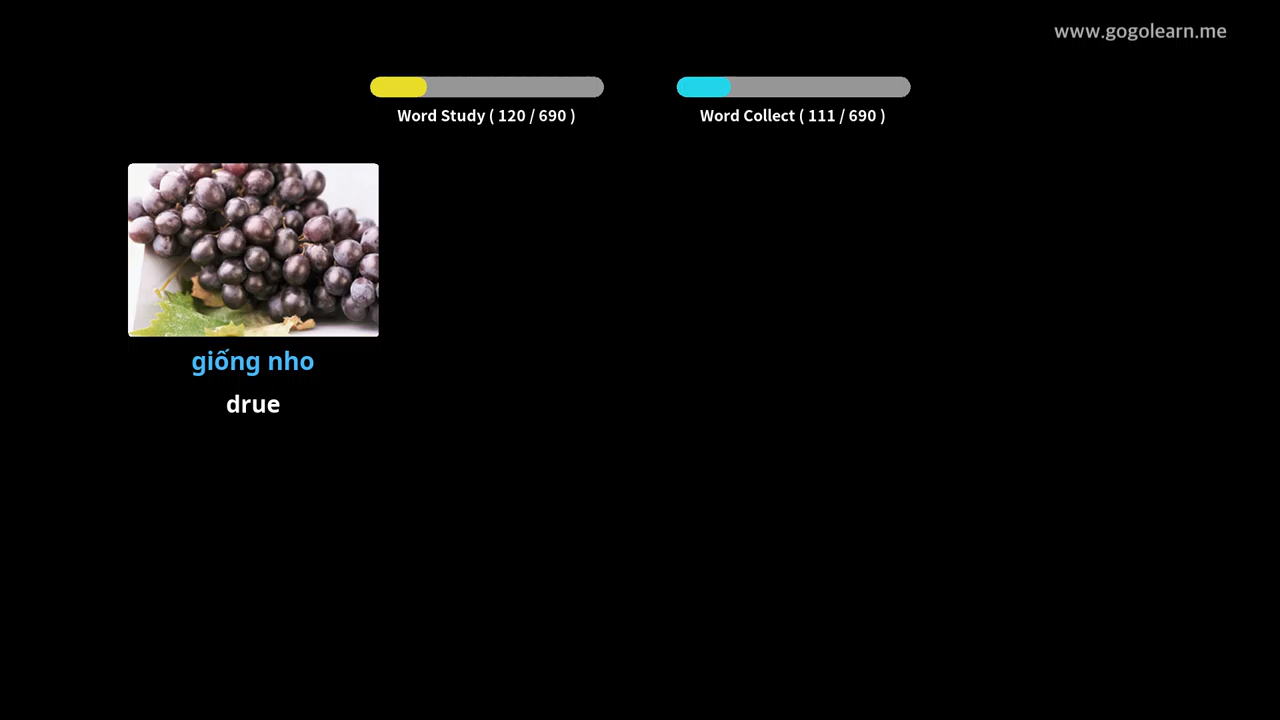 www.gogolearn.me
Word Study ( 120 / 690 )
Word Collect ( 111 / 690 )
giống nho
drue